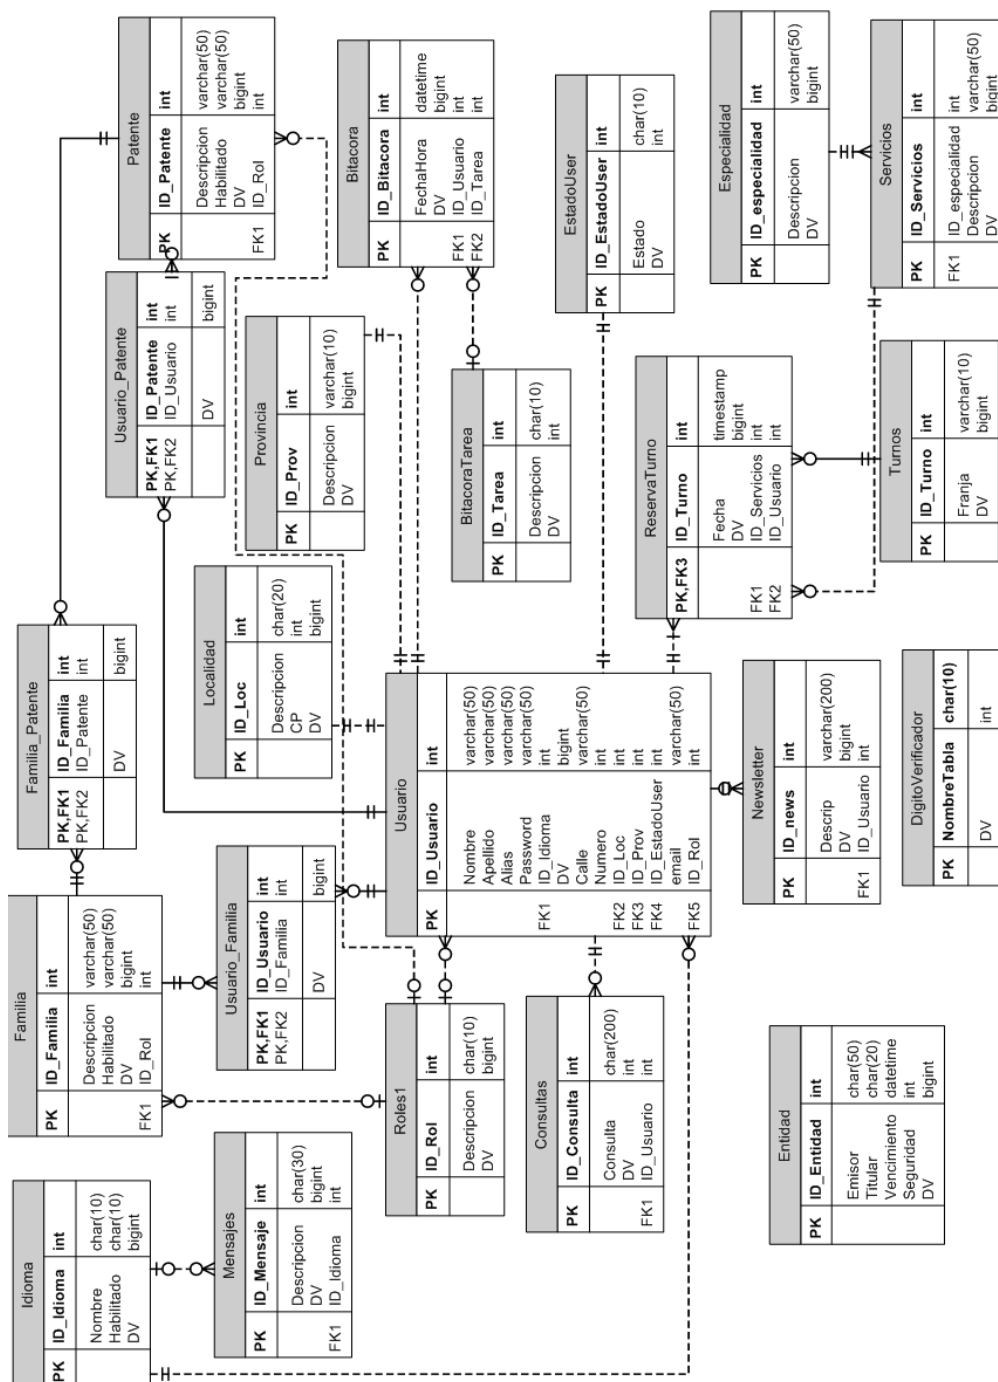 Idioma
PK ID_Idioma int
Nombre char(10)
Habilitado char(10)
DV bigint
Familia
PK ID_Familia int
Descripcion varchar(50)
Habilitado varchar(50)
DV bigint
FK1 ID_Rol int
Familia_Patente
PK,FK1 ID_Familia int
PK,FK2 ID_Patente int
DV bigint
Usuario_Patente
PK,FK1 ID_Patente int
PK,FK2 ID_Usuario int
DV bigint
Patente
PK ID_Patente int
Descripcion varchar(50)
Habilitado varchar(50)
DV bigint
FK1 ID_Rol int
Mensajes
PK ID_Mensaje int
Descripcion char(30)
DV bigint
FK1 ID_Idioma int
Usuario_Familia
PK,FK1 ID_Usuario int
PK,FK2 ID_Familia int
DV bigint
Localidad
PK ID_Loc int
Descripcion char(20)
CP int
DV bigint
Provincia
PK ID_Prov int
Descripcion varchar(10)
DV bigint
Bitacora
PK ID_Bitacora int
FechaHora datetime
DV bigint
FK1 ID_Usuario int
FK2 ID_Tarea int
Roles1
PK ID_Rol int
Descripcion char(10)
DV bigint
Usuario
PK ID_Usuario int
Nombre varchar(50)
Apellido varchar(50)
Alias varchar(50)
Password varchar(50)
FK1 ID_Idioma int
DV bigint
Calle varchar(50)
Numero int
FK2 ID_Loc int
FK3 ID_Prov int
FK4 ID_EstadoUser int
email varchar(50)
FK5 ID_Rol int
BitacoraTarea
PK ID_Tarea int
Descripcion char(10)
DV int
EstadoUser
PK ID_EstadoUser int
Estado char(10)
DV int
Consultas
PK ID_Consulta int
Consulta char(200)
DV int
FK1 ID_Usuario int
ReservaTurno
PK,FK3 ID_Turno int
Fecha timestamp
DV bigint
FK1 ID_Servicios int
FK2 ID_Usuario int
Especialidad
PK ID_especialidad int
Descripcion varchar(50)
DV bigint
Newsletter
PK ID_news int
Descrip varchar(200)
DV bigint
FK1 ID_Usuario int
Entidad
PK ID_Entidad int
Emisor char(50)
Titular char(20)
Vencimiento datetime
Seguridad int
DV bigint
DigitoVerificador
PK NombreTabla char(10)
DV int
Turnos
PK ID_Turno int
Franja varchar(10)
DV bigint
Servicios
PK ID_Servicios int
FK1 ID_especialidad int
Descripcion varchar(50)
DV bigint